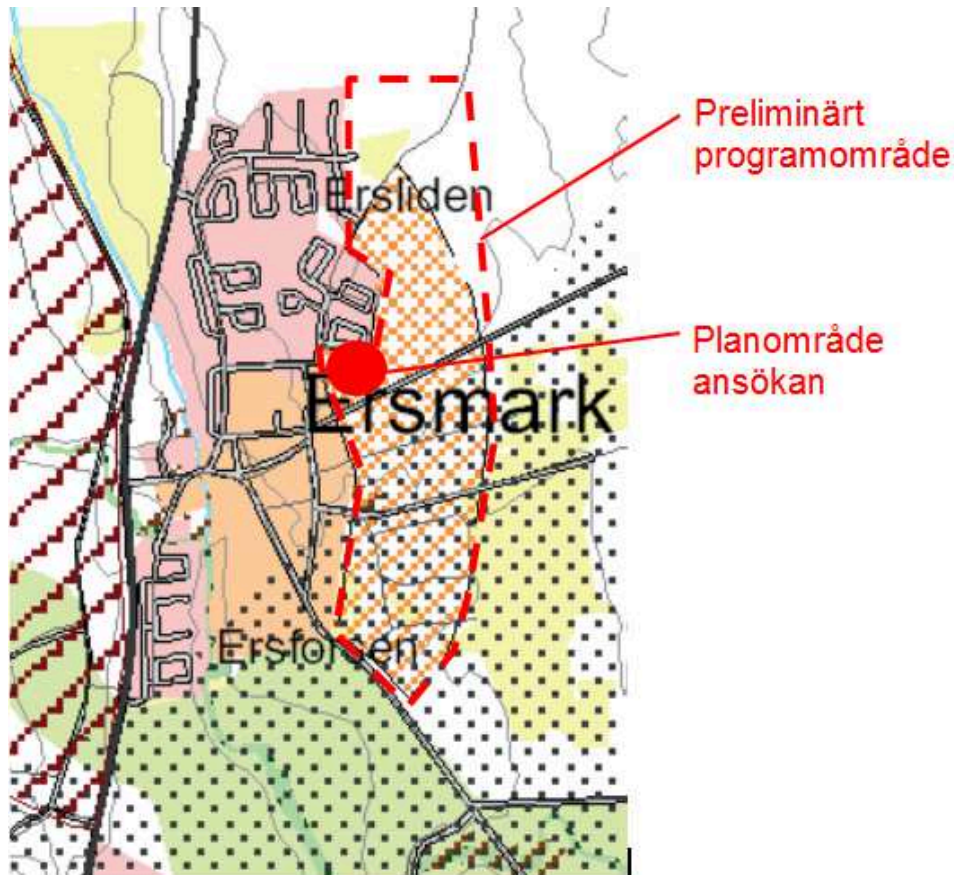 Preliminärt
programområde
Ersliden
Planområde
ansökan
Ersmark
Ersforsen